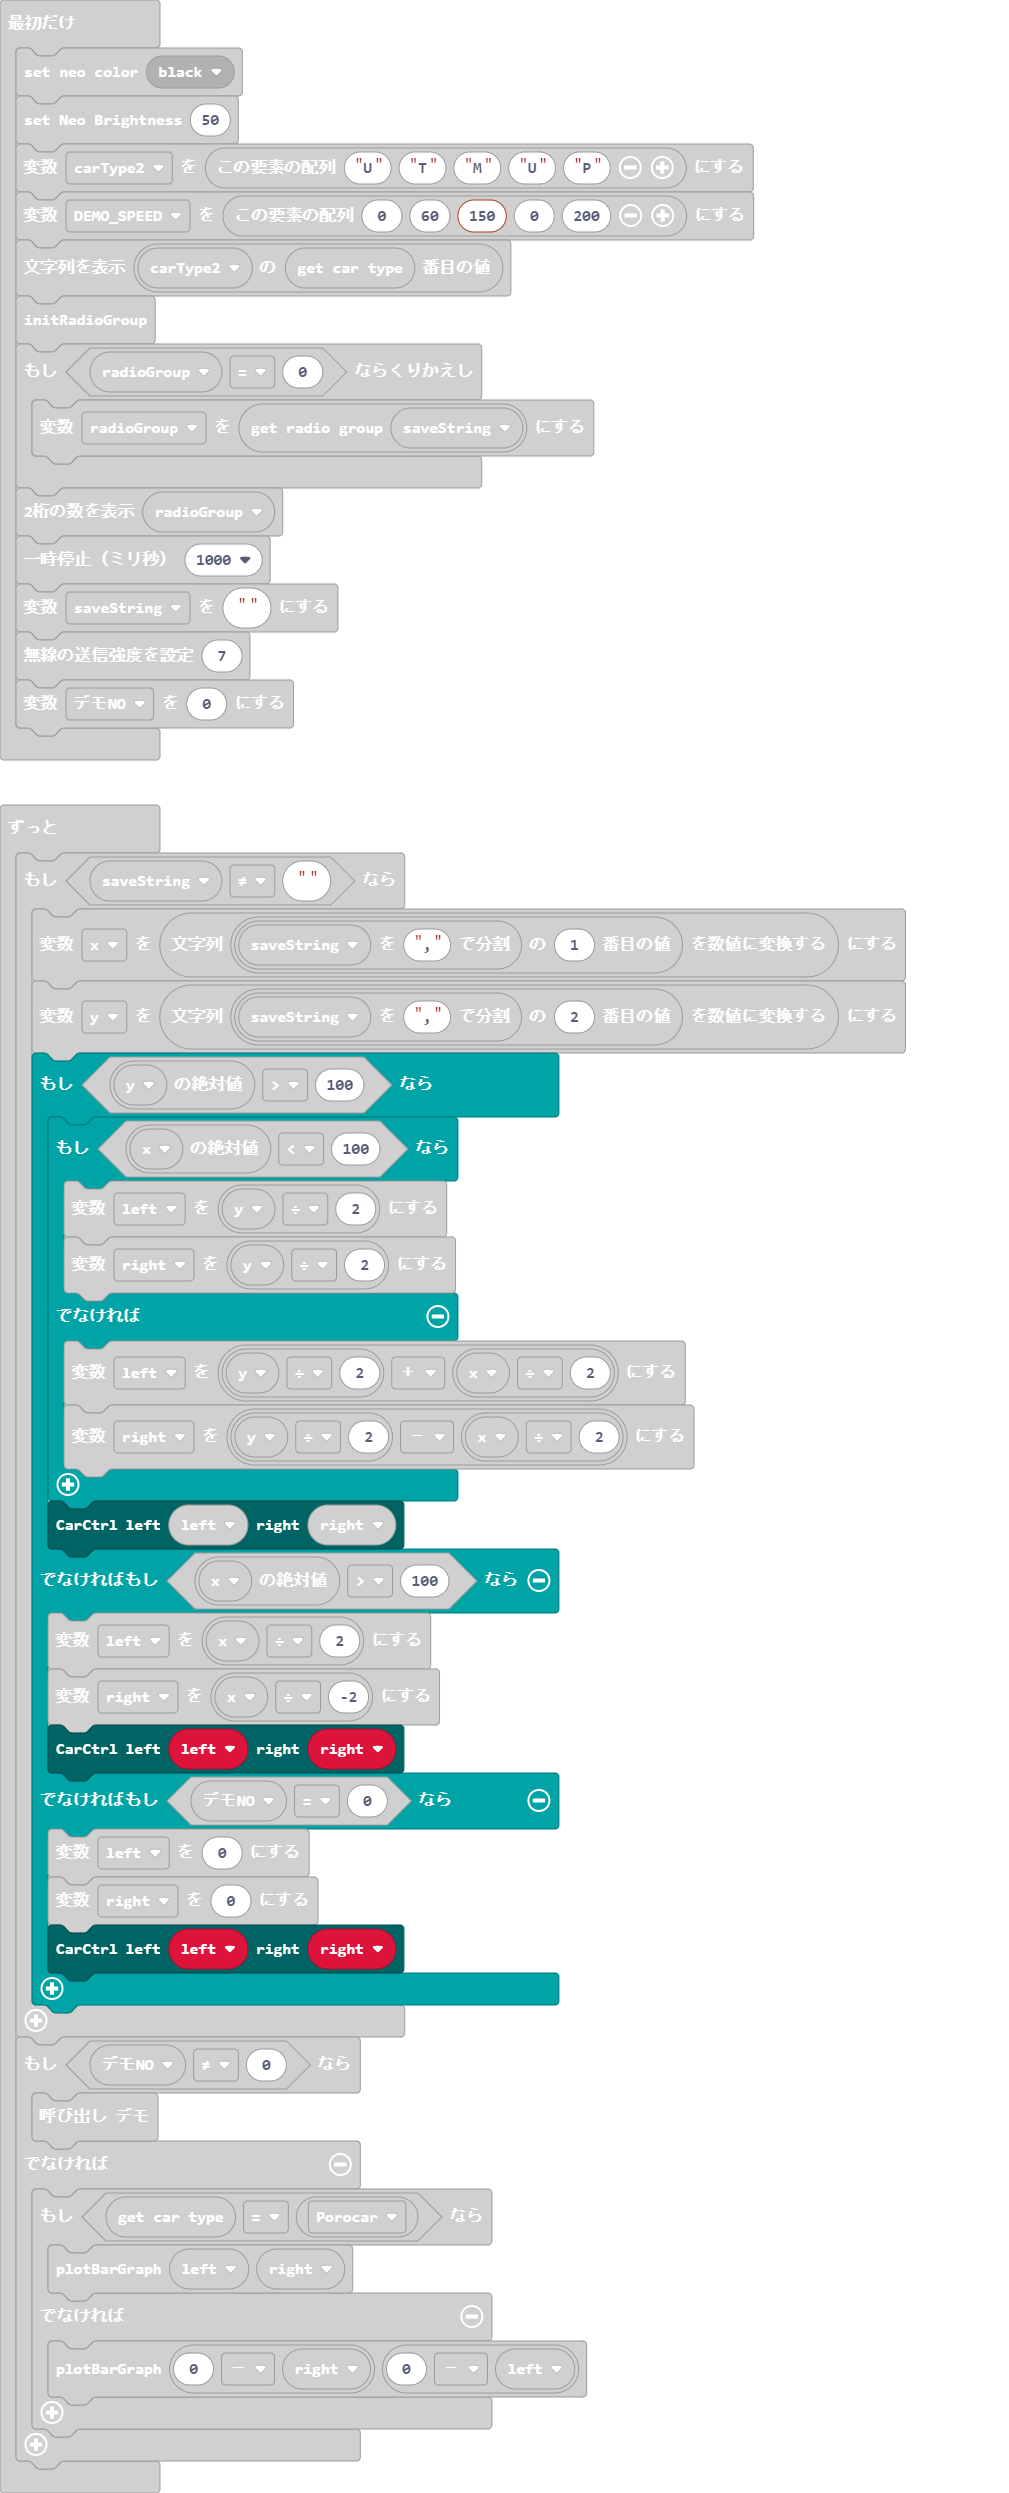 最初だけ
set neo color black
set Neo Brightness 50
変数 carType2 を この要素の配列 "U" "T" "M" "U" "P" にする
変数 DEMO_SPEED を この要素の配列 0 60 150 0 200 にする
文字列を表示 carType2 の get car type 番目の値
initRadioGroup
もし radioGroup = 0 ならくりかえし
変数 radioGroup を get radio group saveString にする
2桁の数を表示 radioGroup
一時停止（ミリ秒） 1000
変数 saveString を "" にする
無線の送信強度を設定 7
変数 デモNO を 0 にする
ずっと
もし saveString ≠ "" なら
変数 x を 文字列 saveString を "," で分割 の 1 番目の値 を数値に変換する にする
変数 y を 文字列 saveString を "," で分割 の 2 番目の値 を数値に変換する にする
もし y の絶対値 > 100 なら
もし x の絶対値 < 100 なら
変数 left を y ÷ 2 にする
変数 right を y ÷ 2 にする
でなければ
変数 left を y ÷ 2 + x ÷ 2 にする
変数 right を y ÷ 2 - x ÷ 2 にする
CarCtrl left left right right
でなければもし x の絶対値 > 100 なら
変数 left を x ÷ 2 にする
変数 right を x ÷ -2 にする
CarCtrl left left right right
でなければもし デモNO = 0 なら
変数 left を 0 にする
変数 right を 0 にする
CarCtrl left left right right
もし デモNO ≠ 0 なら
呼び出し デモ
でなければ
もし get car type = Porocar なら
plotBarGraph left right
でなければ
plotBarGraph 0 - right 0 - left